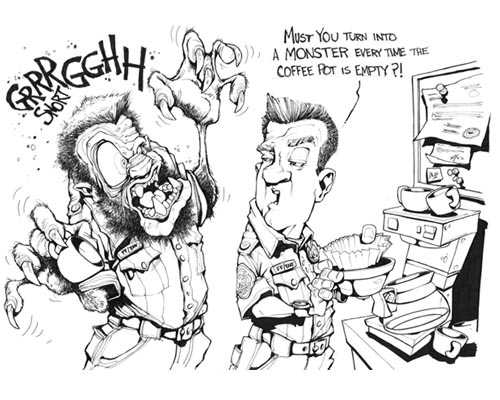 GRRRGGHH
SNORT
MUST YOU TURN INTO
A MONSTER EVERY TIME THE
COFFEE POT IS EMPTY?!